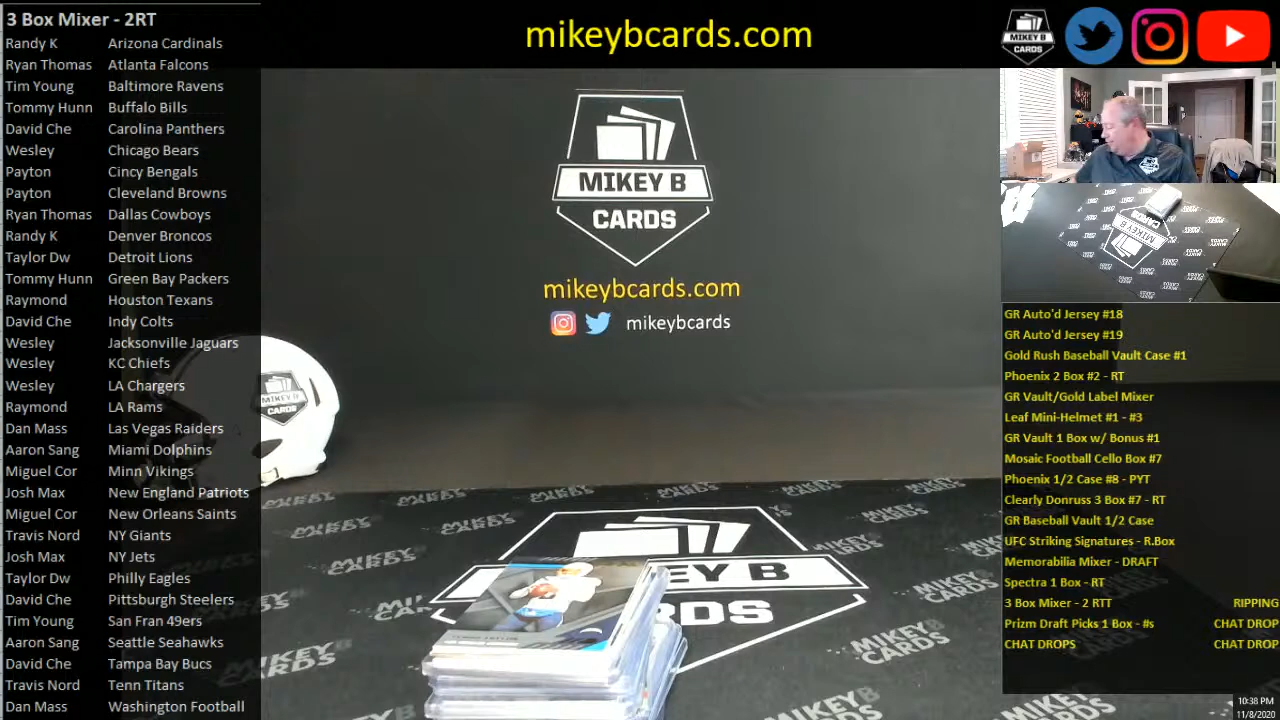 3 Box Mixer - 2RT
Randy K Arizona Cardinals
Ryan Thomas Atlanta Falcons
Tim Young Baltimore Ravens
Tommy Hunn Buffalo Bills
David Che Carolina Panthers
Wesley Chicago Bears
Payton Cincy Bengals
Payton Cleveland Browns
Ryan Thomas Dallas Cowboys
Randy K Denver Broncos
Taylor Dw Detroit Lions
Tommy Hunn Green Bay Packers
Raymond Houston Texans
David Che Indy Colts
Wesley Jacksonville Jaguars
Wesley KC Chiefs
Wesley LA Chargers
Raymond LA Rams
Dan Mass Las Vegas Raiders
Aaron Sang Miami Dolphins
Miguel Cor Minn Vikings
Josh Max New England Patriots
Miguel Cor New Orleans Saints
Travis Nord NY Giants
Josh Max NY Jets
Taylor Dw Philly Eagles
David Che Pittsburgh Steelers
Tim Young San Fran 49ers
Aaron Sang Seattle Seahawks
David Che Tampa Bay Bucs
Travis Nord Tenn Titans
Dan Mass Washington Football
mikeybcards.com
MIKEY B
CARDS
mikeybcards.com
mikeybcards
MIKEY B
CARDS
GR Auto'd Jersey #18
GR Auto'd Jersey #19
Gold Rush Baseball Vault Case #1
Phoenix 2 Box #2 - RT
GR Vault/Gold Label Mixer
Leaf Mini-Helmet #1 - #3
GR Vault 1 Box w/ Bonus #1
Mosaic Football Cello Box #7
Phoenix 1/2 Case #8 - PYT
Clearly Donruss 3 Box #7 - RT
GR Baseball Vault 1/2 Case
UFC Striking Signatures - R.Box
Memorabilia Mixer - DRAFT
Spectra 1 Box - RT
3 Box Mixer - 2 RTT RIPPING
Prizm Draft Picks 1 Box - #s CHAT DROP
CHAT DROPS CHAT DROP
10:38 PM
11/8/2020